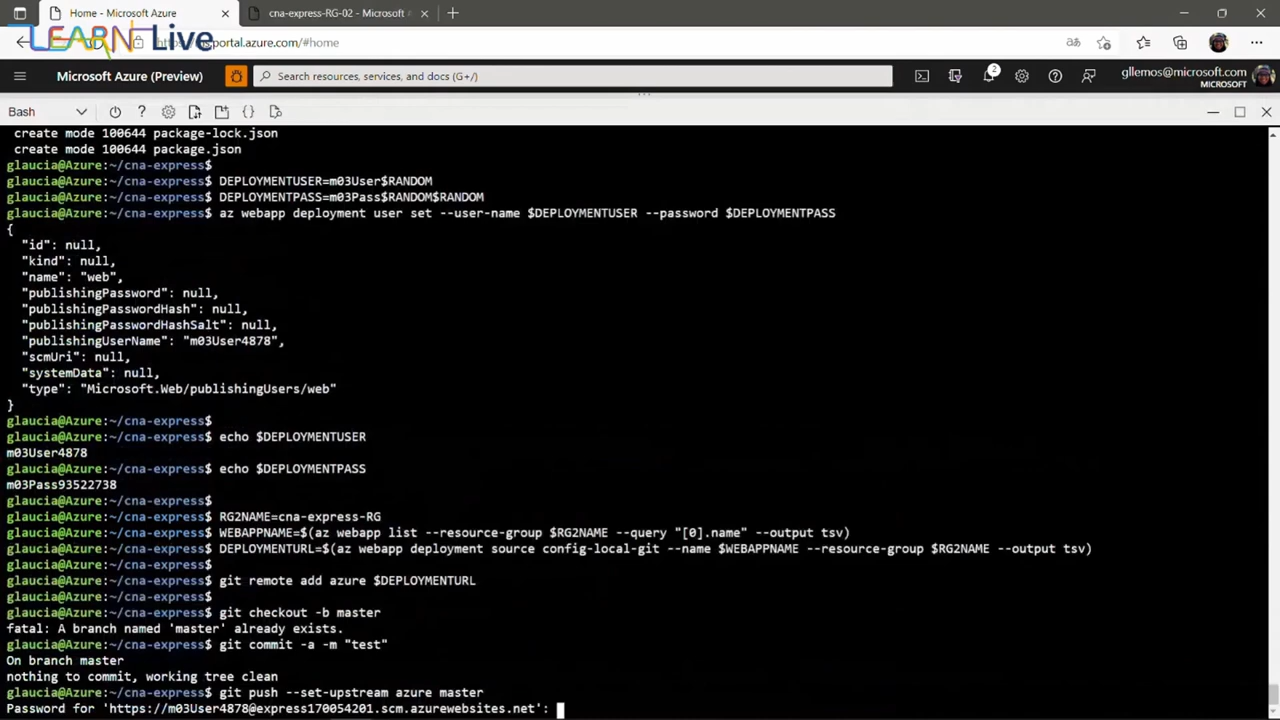 Home - Microsoft Azure
cna-express-RG-02 - Microsoft A
LEARN Live
portal.azure.com/#home
Microsoft Azure (Preview)
Search resources, services, and docs (G+/)
2
gllemos@microsoft.com
MICROSOFT
Bash
create mode 100644 package-lock.json
create mode 100644 package.json
glaucia@Azure:~/cna-express$
glaucia@Azure:~/cna-express$ DEPLOYMENTUSER=m03User$RANDOM
glaucia@Azure:~/cna-express$ DEPLOYMENTPASS=m03Pass$RANDOM$RANDOM
glaucia@Azure:~/cna-express$ az webapp deployment user set --user-name $DEPLOYMENTUSER --password $DEPLOYMENTPASS
{
"id": null,
"kind": null,
"name": "web",
"publishingPassword": null,
"publishingPasswordHash": null,
"publishingPasswordHashSalt": null,
"publishingUserName": "m03User4878",
"scmUri": null,
"systemData": null,
"type": "Microsoft.Web/publishingUsers/web"
}
glaucia@Azure:~/cna-express$
glaucia@Azure:~/cna-express$ echo $DEPLOYMENTUSER
m03User4878
glaucia@Azure:~/cna-express$ echo $DEPLOYMENTPASS
m03Pass93522738
glaucia@Azure:~/cna-express$
glaucia@Azure:~/cna-express$ RG2NAME=cna-express-RG
glaucia@Azure:~/cna-express$ WEBAPPNAME=$(az webapp list --resource-group $RG2NAME --query "[0].name" --output tsv)
glaucia@Azure:~/cna-express$ DEPLOYMENTURL=$(az webapp deployment source config-local-git --name $WEBAPPNAME --resource-group $RG2NAME --output tsv)
glaucia@Azure:~/cna-express$
glaucia@Azure:~/cna-express$ git remote add azure $DEPLOYMENTURL
glaucia@Azure:~/cna-express$
glaucia@Azure:~/cna-express$ git checkout -b master
fatal: A branch named 'master' already exists.
glaucia@Azure:~/cna-express$ git commit -a -m "test"
On branch master
nothing to commit, working tree clean
glaucia@Azure:~/cna-express$ git push --set-upstream azure master
Password for 'https://m03User4878@express170054201.scm.azurewebsites.net':